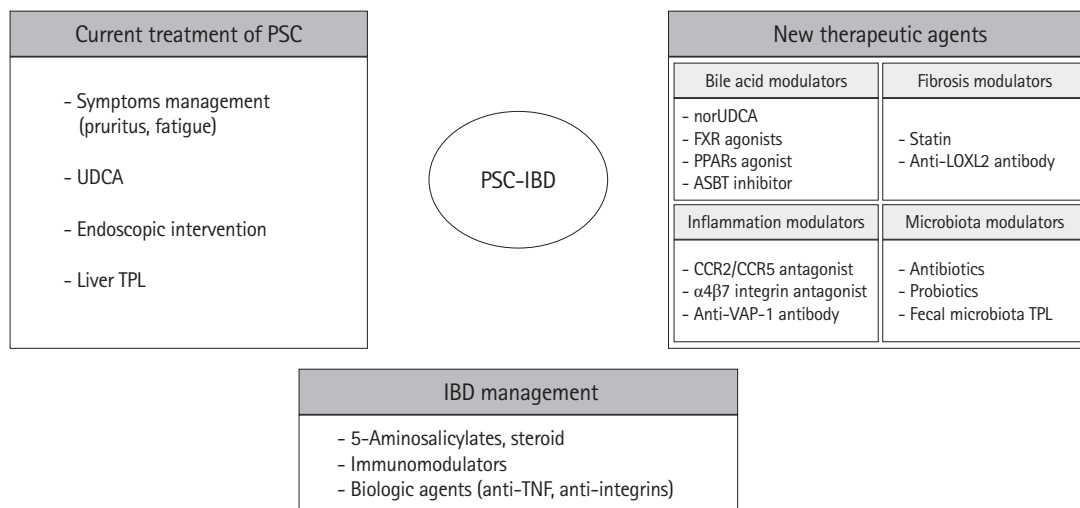 Current treatment of PSC
- Symptoms management
(pruritus, fatigue)
- UDCA
- Endoscopic intervention
- Liver TPL
PSC-IBD
New therapeutic agents
Bile acid modulators
- norUDCA
- FXR agonists
- PPARs agonist
- ASBT inhibitor
Fibrosis modulators
- Statin
- Anti-LOXL2 antibody
Inflammation modulators
- CCR2/CCR5 antagonist
- α4β7 integrin antagonist
- Anti-VAP-1 antibody
Microbiota modulators
- Antibiotics
- Probiotics
- Fecal microbiota TPL
IBD management
- 5-Aminosalicylates, steroid
- Immunomodulators
- Biologic agents (anti-TNF, anti-integrins)